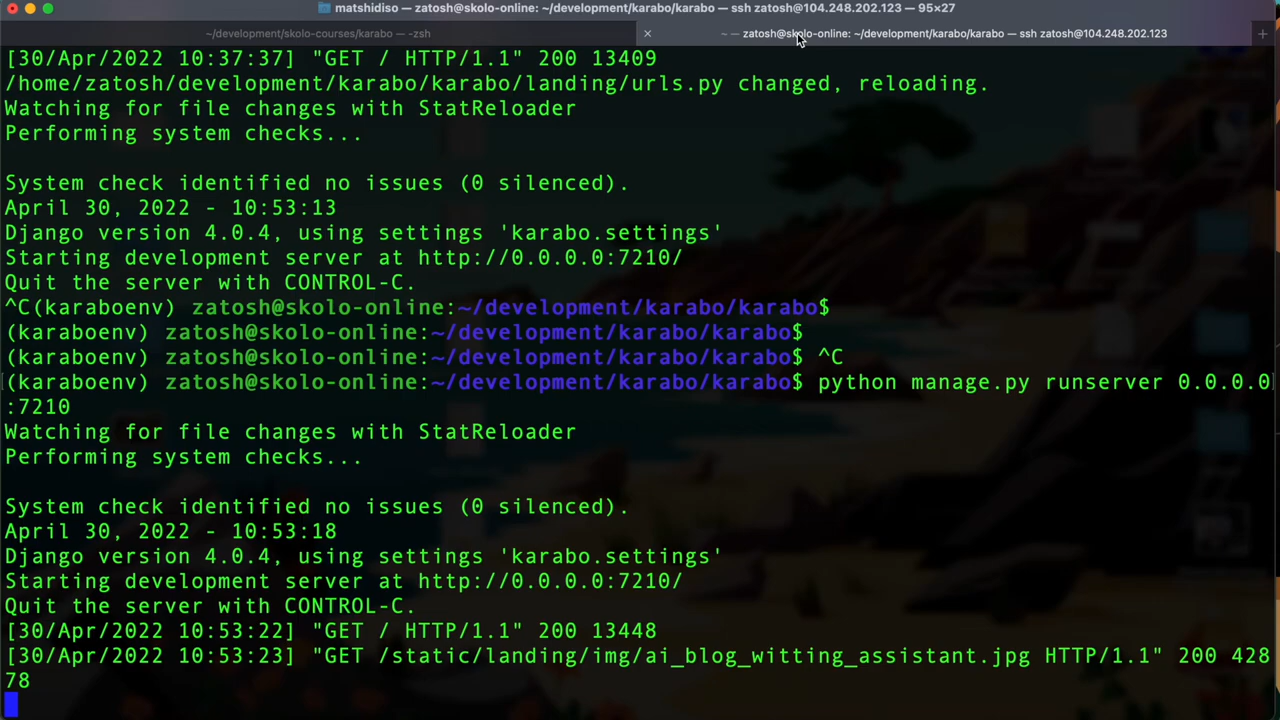 matshidiso — zatosh@skolo-online: ~/development/karabo/karabo — ssh zatosh@104.248.202.123 — 95×27
~/development/skolo-courses/karabo — -zsh
~ — zatosh@skolo-online: ~/development/karabo/karabo — ssh zatosh@104.248.202.123
[30/Apr/2022 10:37:37] "GET / HTTP/1.1" 200 13409
/home/zatosh/development/karabo/karabo/landing/urls.py changed, reloading.
Watching for file changes with StatReloader
Performing system checks...
System check identified no issues (0 silenced).
April 30, 2022 - 10:53:13
Django version 4.0.4, using settings 'karabo.settings'
Starting development server at http://0.0.0.0:7210/
Quit the server with CONTROL-C.
^C(karaboenv) zatosh@skolo-online:~/development/karabo/karabo$
(karaboenv) zatosh@skolo-online:~/development/karabo/karabo$
(karaboenv) zatosh@skolo-online:~/development/karabo/karabo$ ^C
(karaboenv) zatosh@skolo-online:~/development/karabo/karabo$ python manage.py runserver 0.0.0.0
:7210
Watching for file changes with StatReloader
Performing system checks...
System check identified no issues (0 silenced).
April 30, 2022 - 10:53:18
Django version 4.0.4, using settings 'karabo.settings'
Starting development server at http://0.0.0.0:7210/
Quit the server with CONTROL-C.
[30/Apr/2022 10:53:22] "GET / HTTP/1.1" 200 13448
[30/Apr/2022 10:53:23] "GET /static/landing/img/ai_blog_witting_assistant.jpg HTTP/1.1" 200 428
78